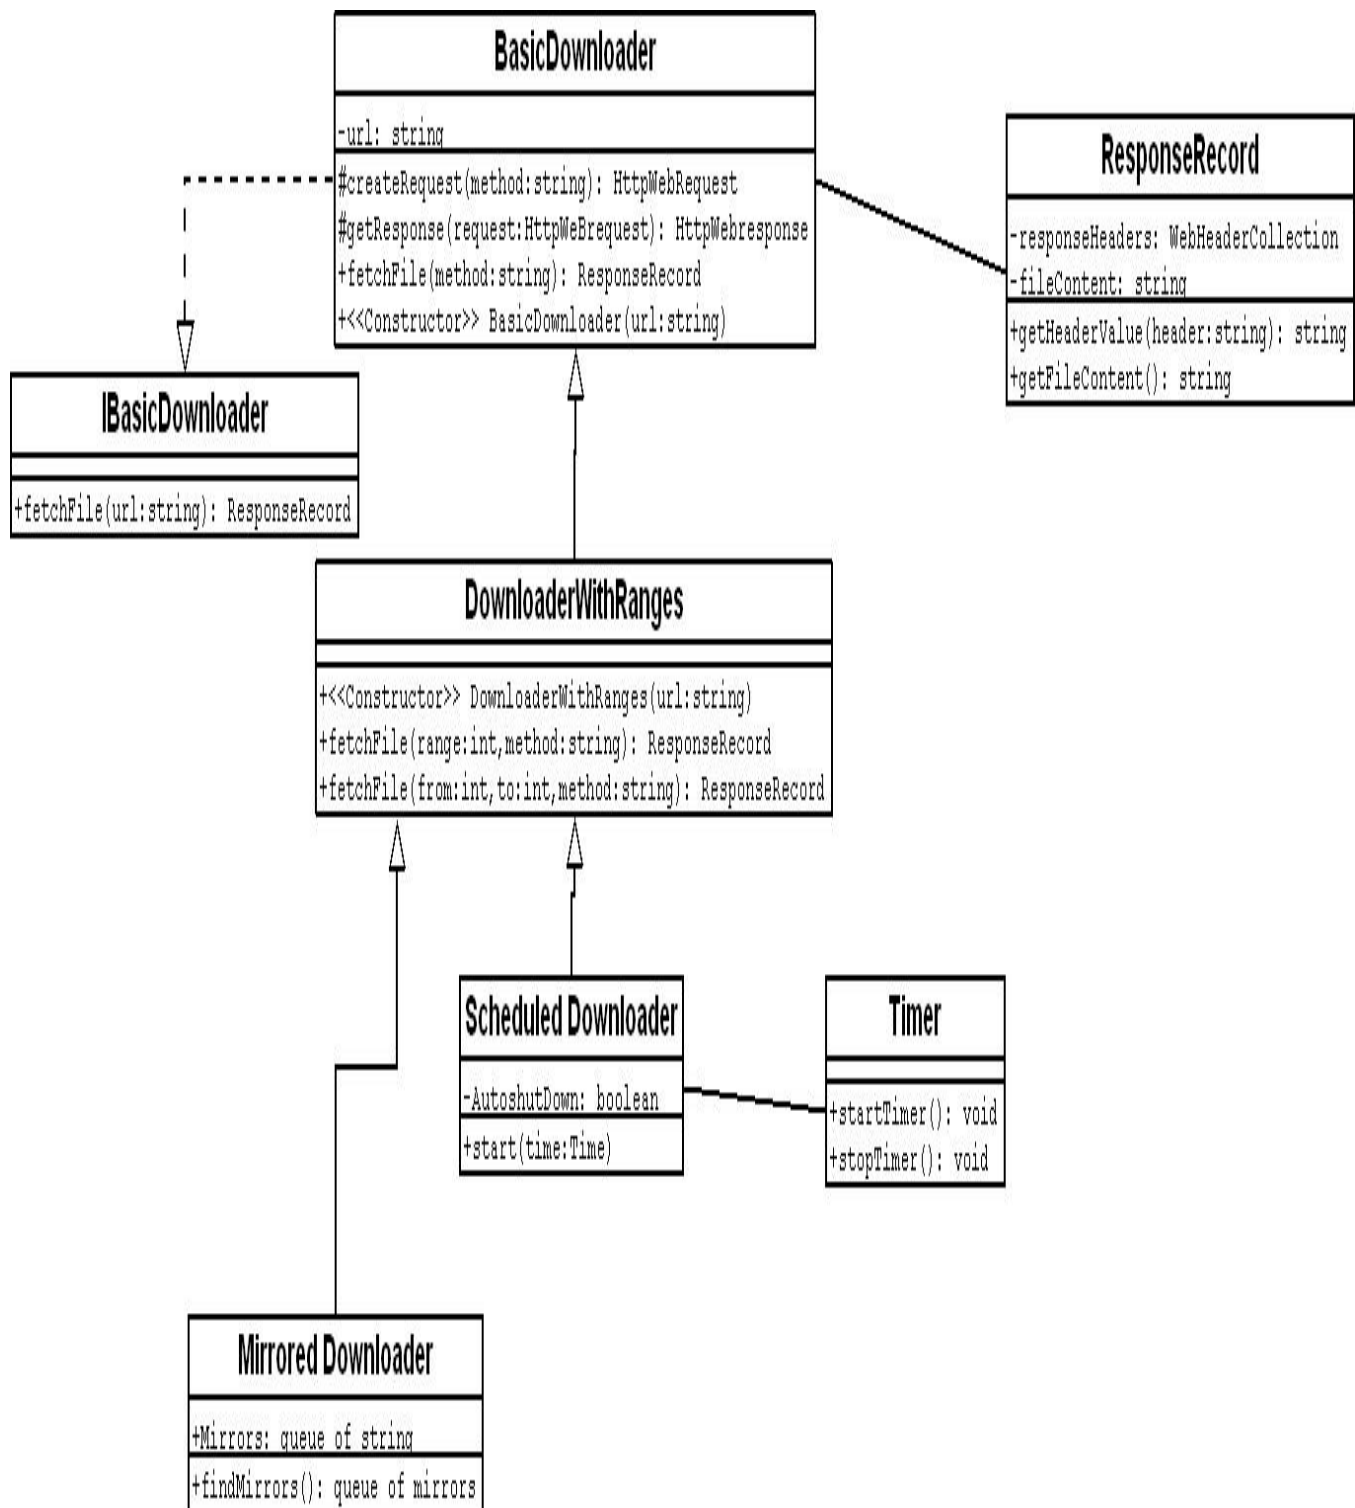 BasicDownloader
-url: string
#createRequest(method:string): HttpWebRequest
#getResponse(request:HttpWeBrequest): HttpWebresponse
+fetchFile(method:string): ResponseRecord
+<<Constructor>> BasicDownloader(url:string)
ResponseRecord
-responseHeaders: WebHeaderCollection
-fileContent: string
+getHeaderValue(header:string): string
+getFileContent(): string
IBasicDownloader
+fetchFile(url:string): ResponseRecord
DownloaderWithRanges
+<<Constructor>> DownloaderWithRanges(url:string)
+fetchFile(range:int,method:string): ResponseRecord
+fetchFile(from:int,to:int,method:string): ResponseRecord
Scheduled Downloader
-AutoshutDown: boolean
+start(time:Time)
Timer
+startTimer(): void
+stopTimer(): void
Mirrored Downloader
+Mirrors: queue of string
+findMirrors(): queue of mirrors